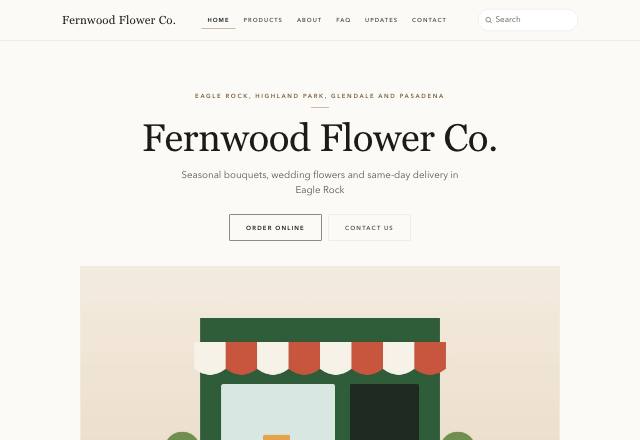 Fernwood Flower Co.
HOME PRODUCTS ABOUT FAQ UPDATES CONTACT
Search
EAGLE ROCK, HIGHLAND PARK, GLENDALE AND PASADENA
Fernwood Flower Co.
Seasonal bouquets, wedding flowers and same-day delivery in
Eagle Rock
ORDER ONLINE CONTACT US